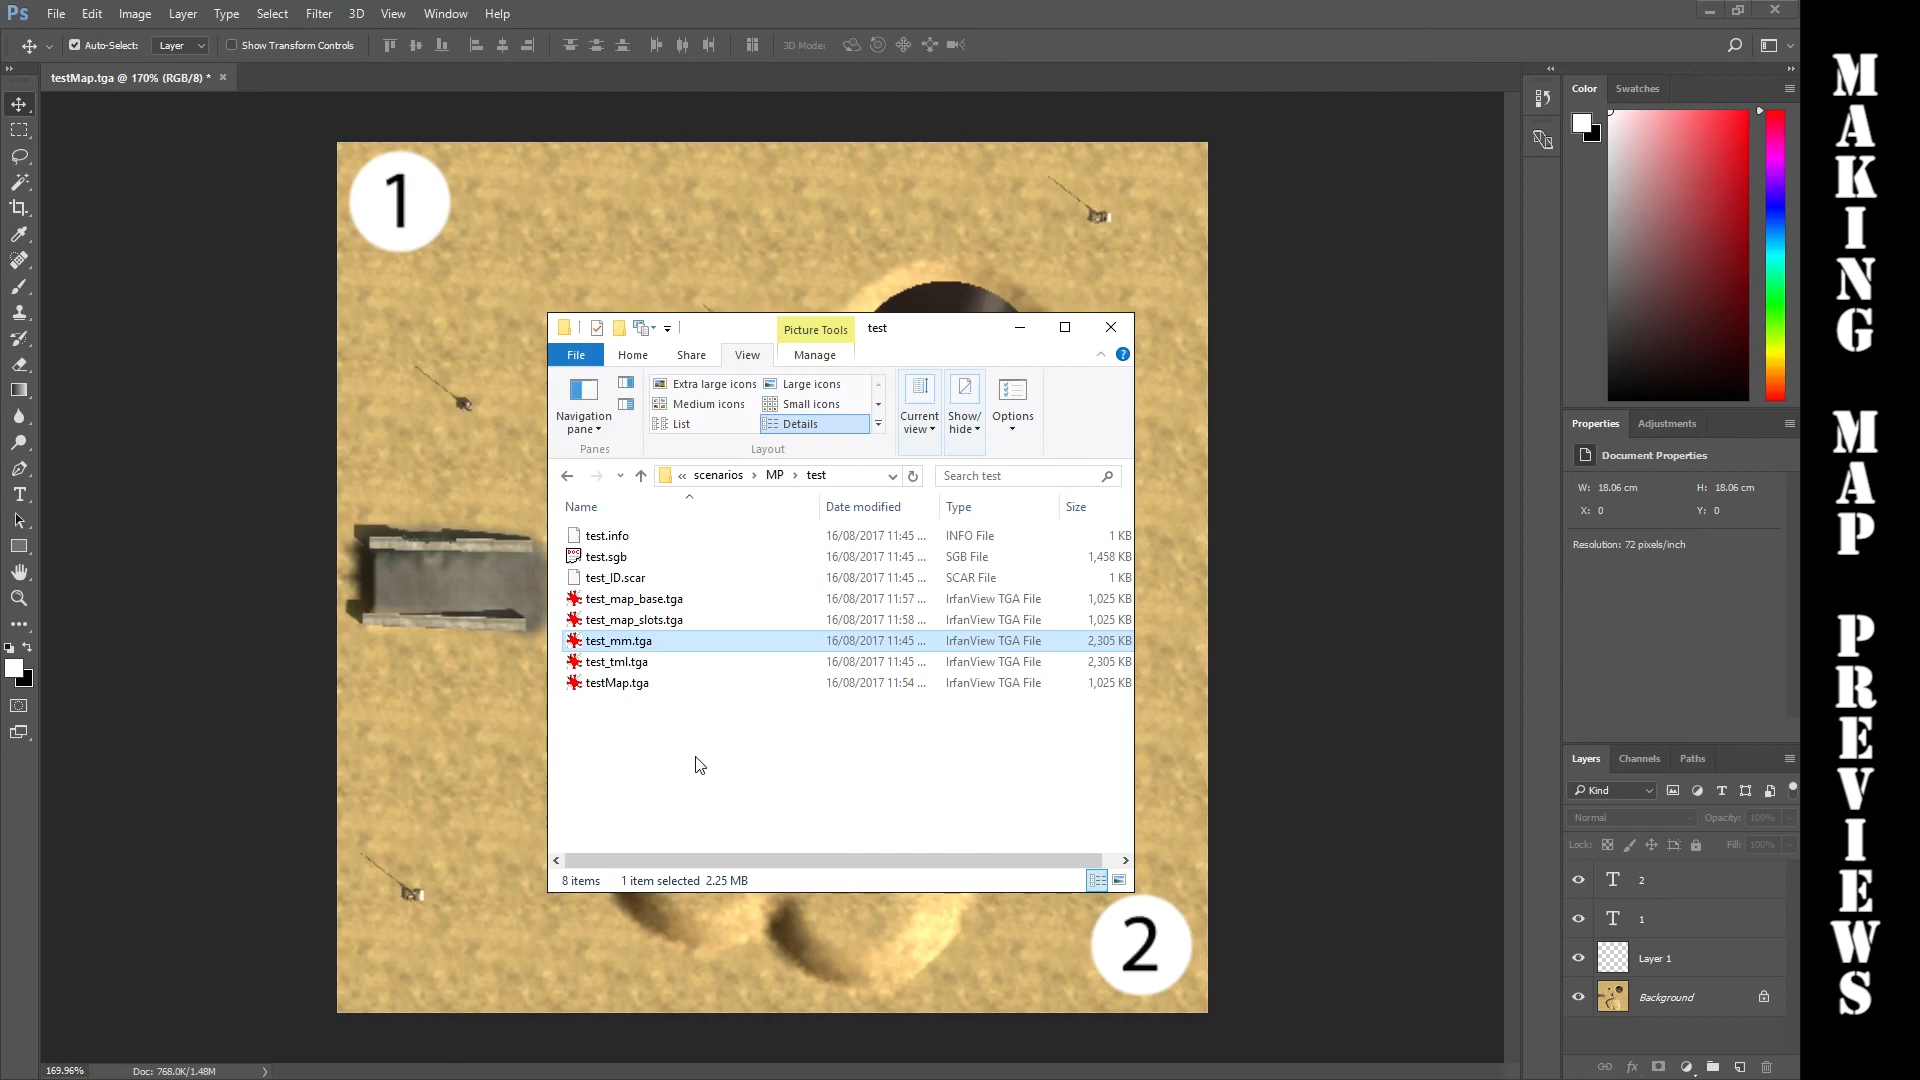 Ps File Edit Image Layer Type Select Filter 3D View Window Help
Auto-Select: Layer Show Transform Controls 3D Mode:
testMap.tga @ 170% (RGB/8) * ×
1
Picture Tools test
File Home Share View Manage
Navigation pane
Extra large icons Large icons
Medium icons Small icons
List Details
Current view
Show/ hide
Options
Panes Layout
« scenarios › MP › test
Search test
Name Date modified Type Size
test.info 16/08/2017 11:45 ... INFO File 1 KB
test.sgb 16/08/2017 11:45 ... SGB File 1,458 KB
test_ID.scar 16/08/2017 11:45 ... SCAR File 1 KB
test_map_base.tga 16/08/2017 11:57 ... IrfanView TGA File 1,025 KB
test_map_slots.tga 16/08/2017 11:58 ... IrfanView TGA File 1,025 KB
test_mm.tga 16/08/2017 11:45 ... IrfanView TGA File 2,305 KB
test_tml.tga 16/08/2017 11:45 ... IrfanView TGA File 2,305 KB
testMap.tga 16/08/2017 11:54 ... IrfanView TGA File 1,025 KB
8 items 1 item selected 2.25 MB
2
169.96% Doc: 768.0K/1.48M
Color Swatches
Properties Adjustments
Document Properties
W: 18.06 cm H: 18.06 cm
X: 0 Y: 0
Resolution: 72 pixels/inch
Layers Channels Paths
Kind
Normal Opacity: 100%
Lock: Fill: 100%
T 2
T 1
Layer 1
Background
fx
MAKING MAP PREVIEWS